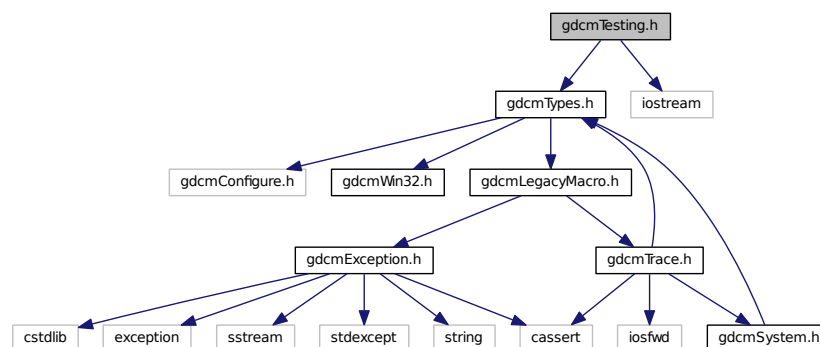 gdcmTesting.h
gdcmTypes.h
iostream
gdcmConfigure.h
gdcmWin32.h
gdcmLegacyMacro.h
gdcmException.h
gdcmTrace.h
cstdlib
exception
sstream
stdexcept
string
cassert
iosfwd
gdcmSystem.h